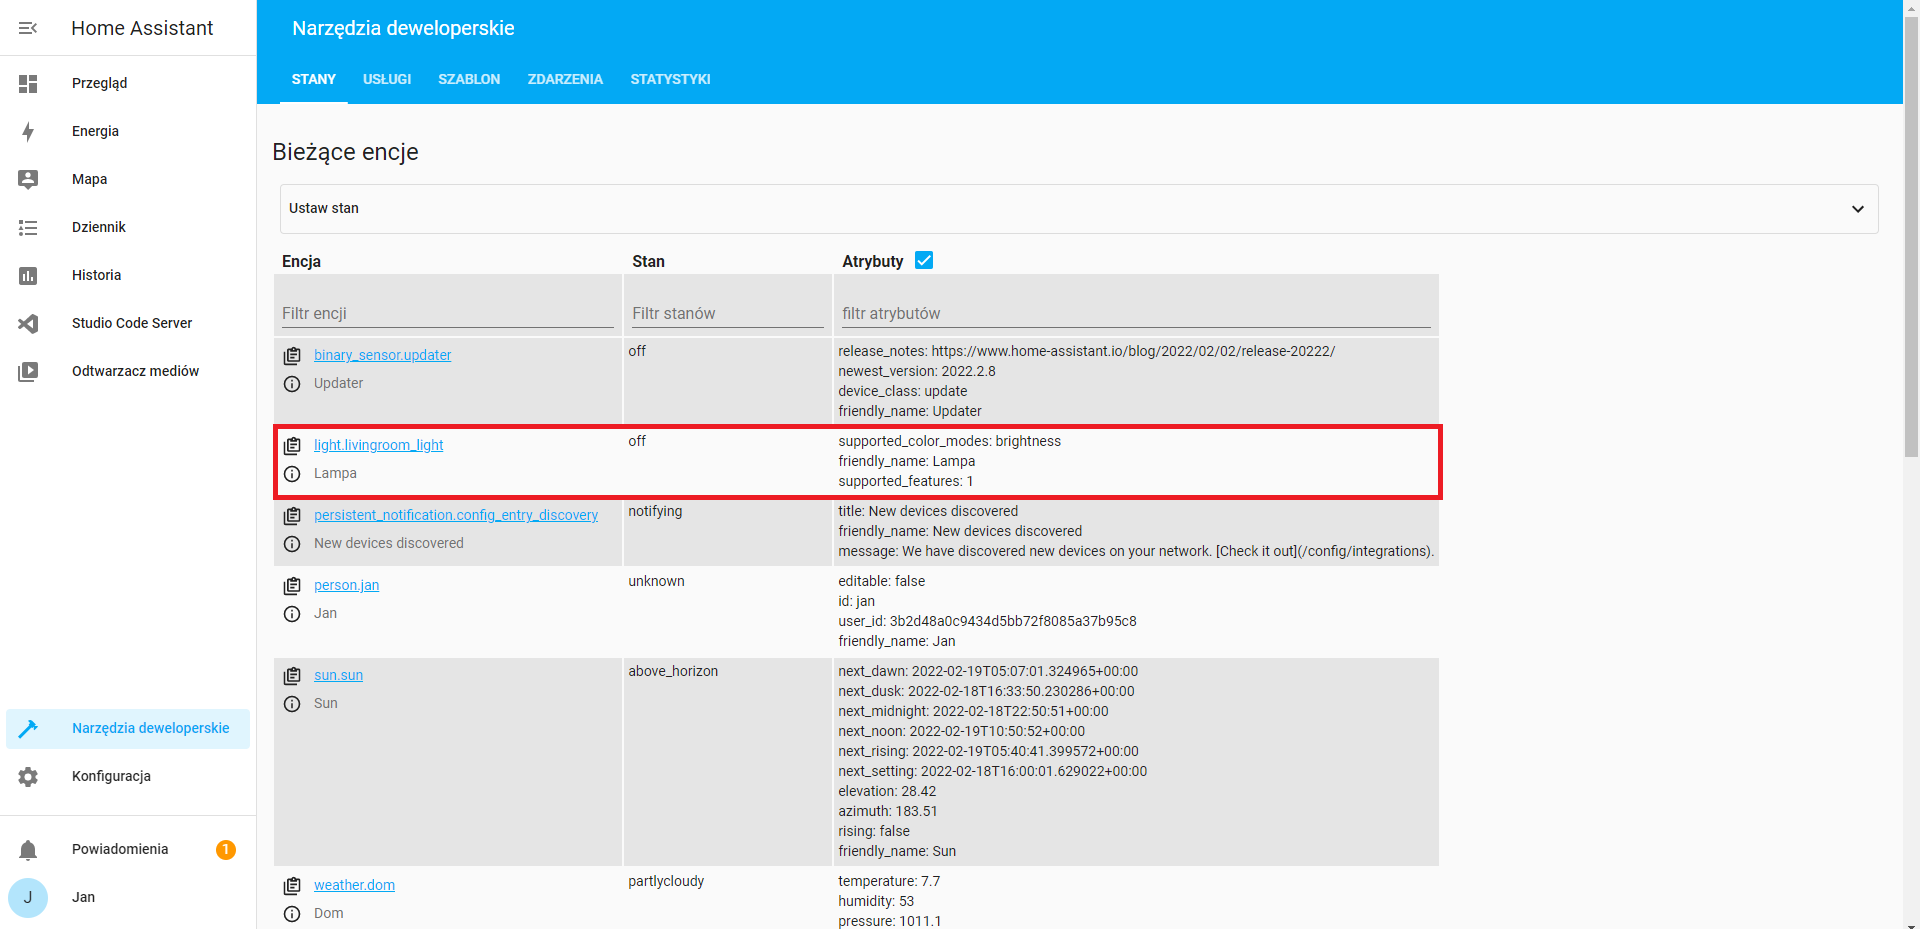 Home Assistant
Przegląd
Energia
Mapa
Dziennik
Historia
Studio Code Server
Odtwarzacz mediów
Narzędzia deweloperskie
Konfiguracja
Powiadomienia
1
J
Jan
Narzędzia deweloperskie
STANY USŁUGI SZABLON ZDARZENIA STATYSTYKI
Bieżące encje
Ustaw stan
Encja Stan Atrybuty
Filtr encji Filtr stanów filtr atrybutów
binary_sensor.updater
Updater
off
release_notes: https://www.home-assistant.io/blog/2022/02/02/release-20222/
newest_version: 2022.2.8
device_class: update
friendly_name: Updater
light.livingroom_light
Lampa
off
supported_color_modes: brightness
friendly_name: Lampa
supported_features: 1
persistent_notification.config_entry_discovery
New devices discovered
notifying
title: New devices discovered
friendly_name: New devices discovered
message: We have discovered new devices on your network. [Check it out](/config/integrations).
person.jan
Jan
unknown
editable: false
id: jan
user_id: 3b2d48a0c9434d5bb72f8085a37b95c8
friendly_name: Jan
sun.sun
Sun
above_horizon
next_dawn: 2022-02-19T05:07:01.324965+00:00
next_dusk: 2022-02-18T16:33:50.230286+00:00
next_midnight: 2022-02-18T22:50:51+00:00
next_noon: 2022-02-19T10:50:52+00:00
next_rising: 2022-02-19T05:40:41.399572+00:00
next_setting: 2022-02-18T16:00:01.629022+00:00
elevation: 28.42
azimuth: 183.51
rising: false
friendly_name: Sun
weather.dom
Dom
partlycloudy
temperature: 7.7
humidity: 53
pressure: 1011.1